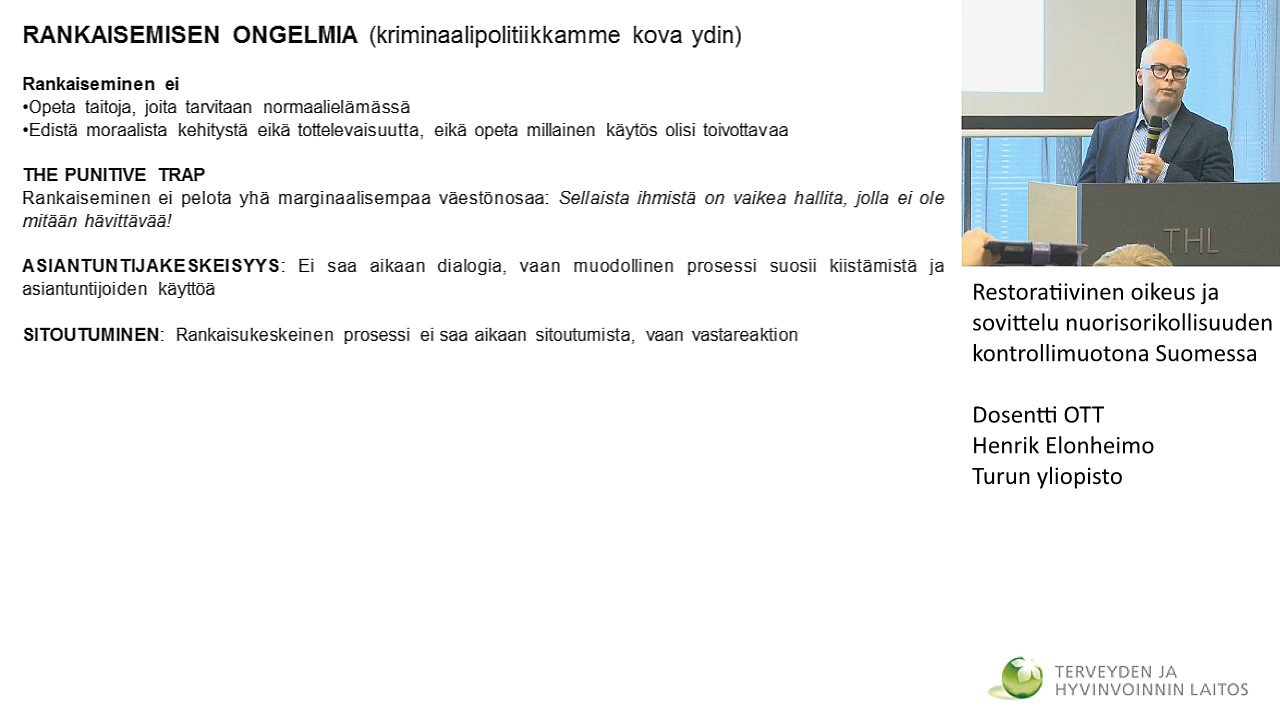 RANKAISEMISEN ONGELMIA (kriminaalipolitiikkamme kova ydin)
Rankaiseminen ei
•Opeta taitoja, joita tarvitaan normaalielämässä
•Edistä moraalista kehitystä eikä tottelevaisuutta, eikä opeta millainen käytös olisi toivottavaa
THE PUNITIVE TRAP
Rankaiseminen ei pelota yhä marginaalisempaa väestönosaa: Sellaista ihmistä on vaikea hallita, jolla ei ole
mitään hävittävää!
ASIANTUNTIJAKESKEISYYS: Ei saa aikaan dialogia, vaan muodollinen prosessi suosii kiistämistä ja
asiantuntijoiden käyttöä
SITOUTUMINEN: Rankaisukeskeinen prosessi ei saa aikaan sitoutumista, vaan vastareaktion
THL
Restoratiivinen oikeus ja
sovittelu nuorisorikollisuuden
kontrollimuotona Suomessa
Dosentti OTT
Henrik Elonheimo
Turun yliopisto
TERVEYDEN JA
HYVINVOINNIN LAITOS